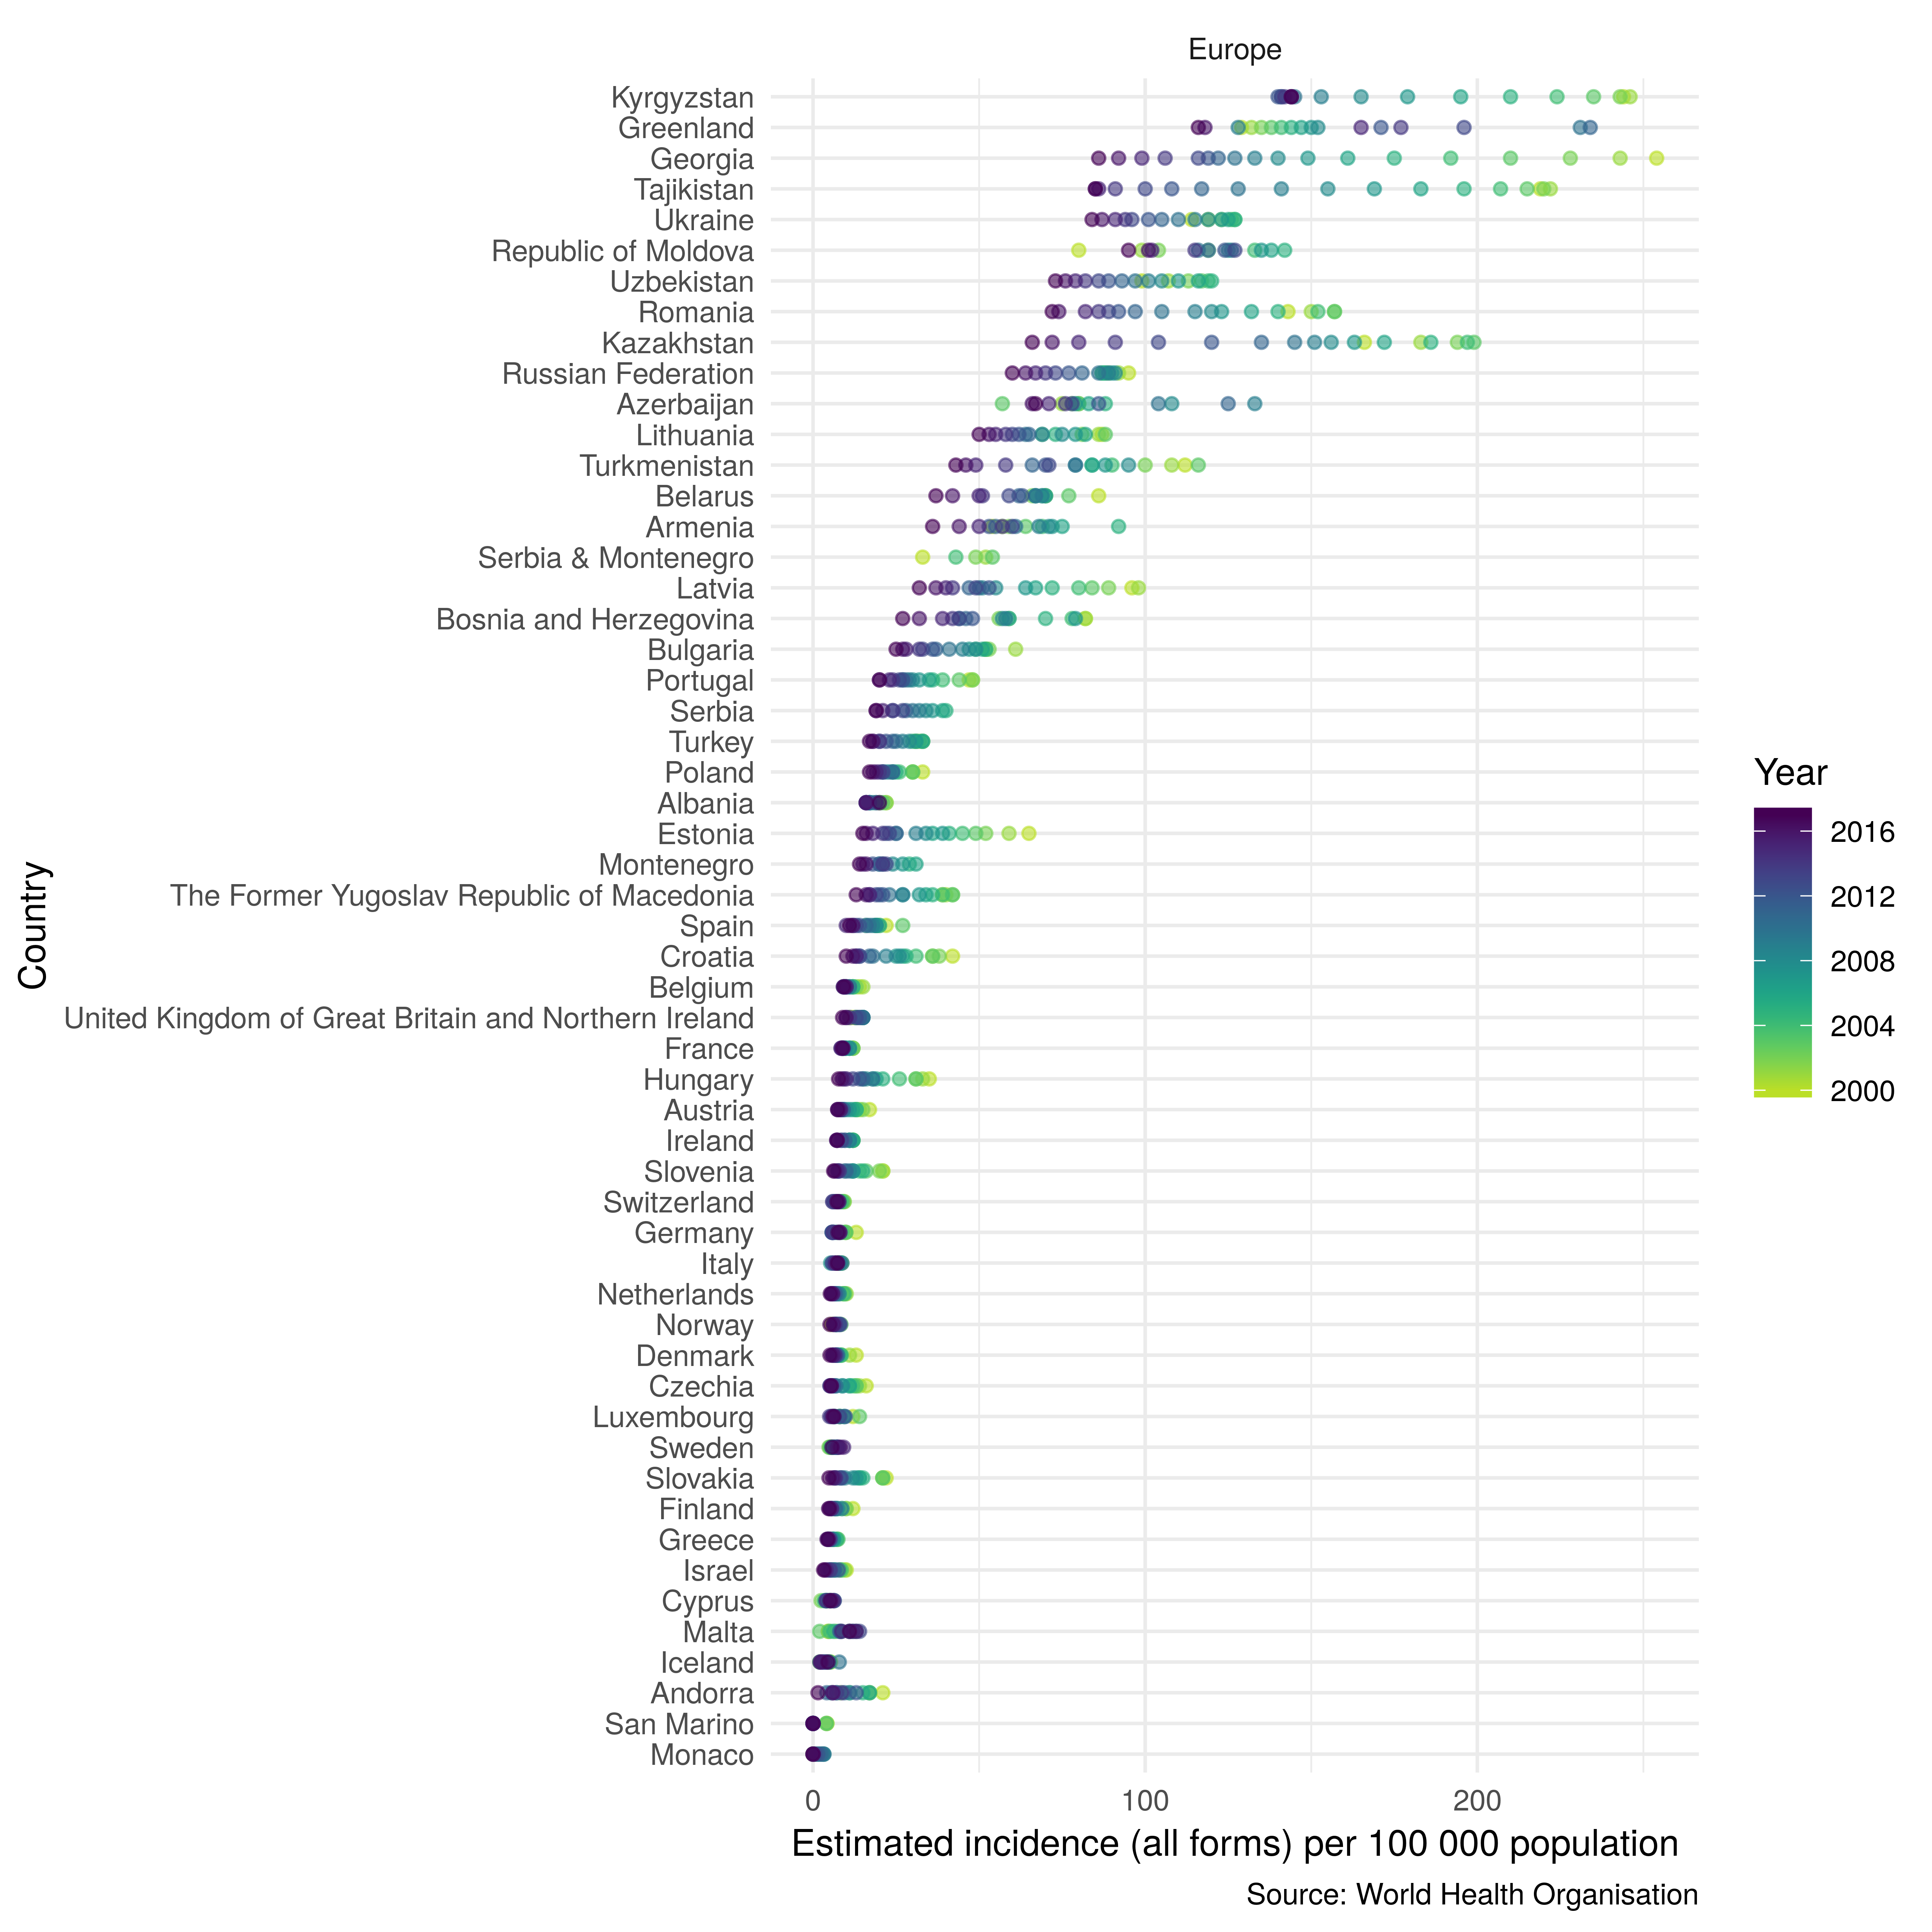 Europe
Kyrgyzstan
Greenland
Georgia
Tajikistan
Ukraine
Republic of Moldova
Uzbekistan
Romania
Kazakhstan
Russian Federation
Azerbaijan
Lithuania
Turkmenistan
Belarus
Armenia
Serbia & Montenegro
Latvia
Bosnia and Herzegovina
Bulgaria
Portugal
Serbia
Turkey
Poland
Albania
Estonia
Montenegro
The Former Yugoslav Republic of Macedonia
Spain
Croatia
Belgium
United Kingdom of Great Britain and Northern Ireland
France
Hungary
Austria
Ireland
Slovenia
Switzerland
Germany
Italy
Netherlands
Norway
Denmark
Czechia
Luxembourg
Sweden
Slovakia
Finland
Greece
Israel
Cyprus
Malta
Iceland
Andorra
San Marino
Monaco
Country
0 100 200
Estimated incidence (all forms) per 100 000 population
Source: World Health Organisation
Year
2016
2012
2008
2004
2000